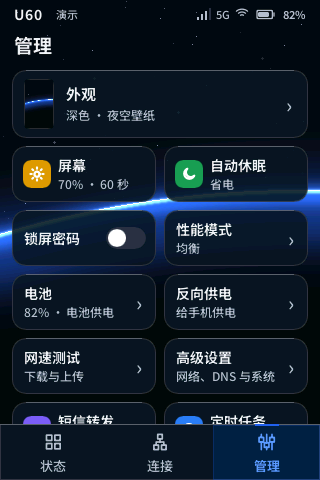 U60 演示 5G 82%
管理
外观
深色 · 夜空壁纸
屏幕
70% · 60 秒
自动休眠
省电
锁屏密码
性能模式
均衡
电池
82% · 电池供电
反向供电
给手机供电
网速测试
下载与上传
高级设置
网络、DNS 与系统
短信转发
定时任务
状态
连接
管理